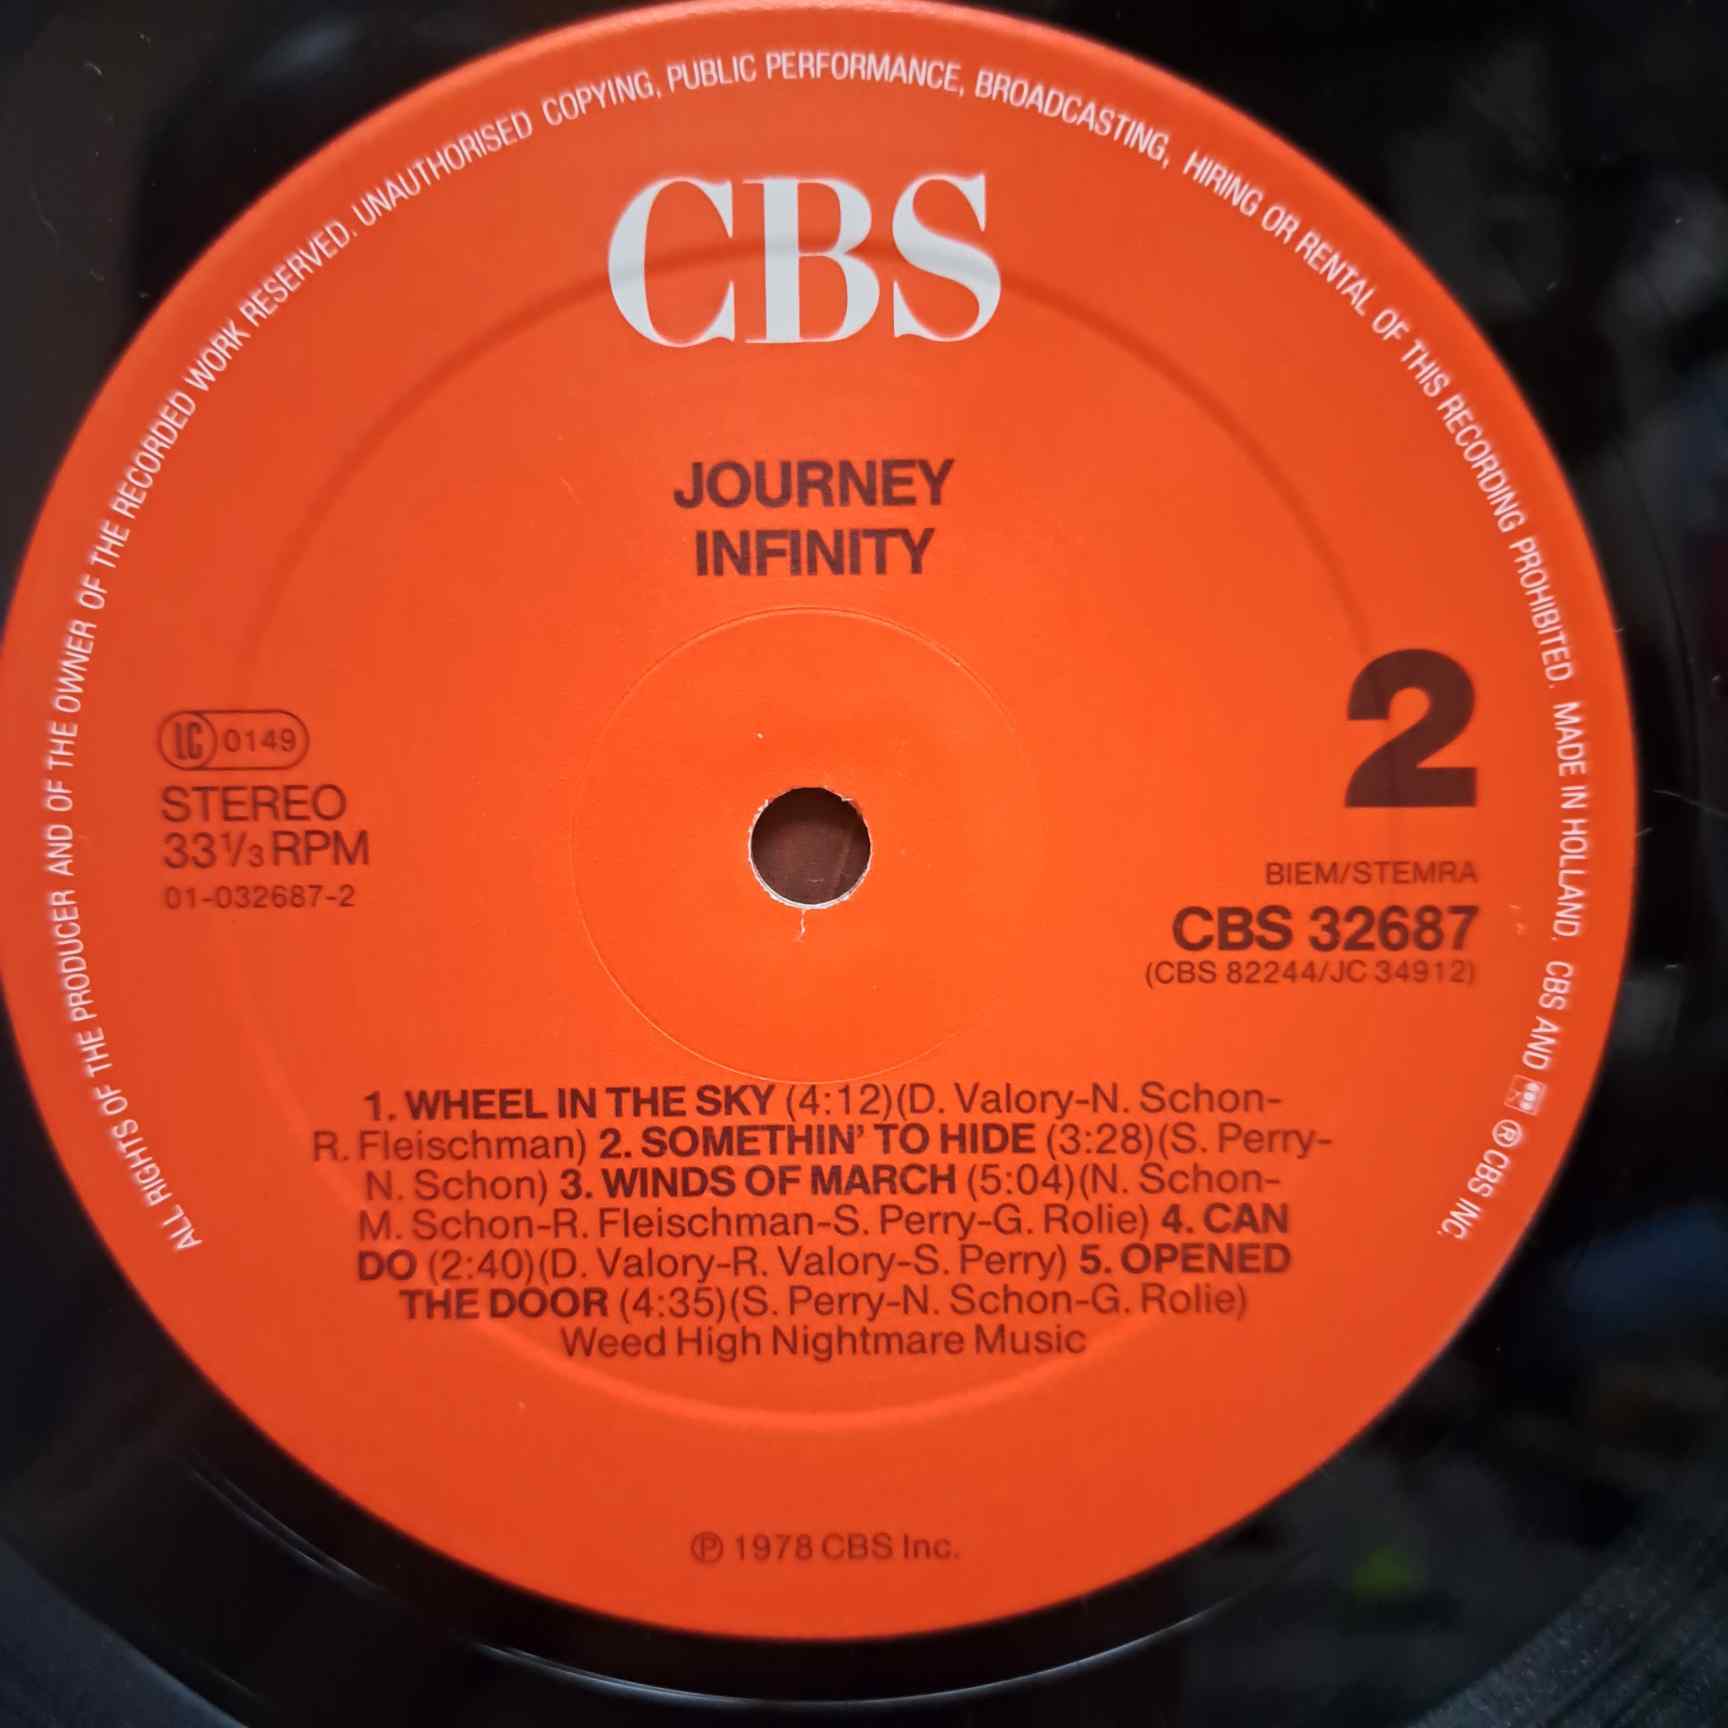 ALL RIGHTS OF THE PRODUCER AND OF THE OWNER OF THE RECORDED WORK RESERVED. UNAUTHORISED COPYING, PUBLIC PERFORMANCE, BROADCASTING, HIRING OR RENTAL OF THIS RECORDING PROHIBITED. MADE IN HOLLAND. CBS AND ® CBS INC.
CBS
JOURNEY
INFINITY
2
LC 0149
STEREO
33 1/3 RPM
01-032687-2
BIEM/STEMRA
CBS 32687
(CBS 82244/JC 34912)
1. WHEEL IN THE SKY (4:12)(D. Valory-N. Schon-
R. Fleischman) 2. SOMETHIN' TO HIDE (3:28)(S. Perry-
N. Schon) 3. WINDS OF MARCH (5:04)(N. Schon-
M. Schon-R. Fleischman-S. Perry-G. Rolie) 4. CAN
DO (2:40)(D. Valory-R. Valory-S. Perry) 5. OPENED
THE DOOR (4:35)(S. Perry-N. Schon-G. Rolie)
Weed High Nightmare Music
℗ 1978 CBS Inc.